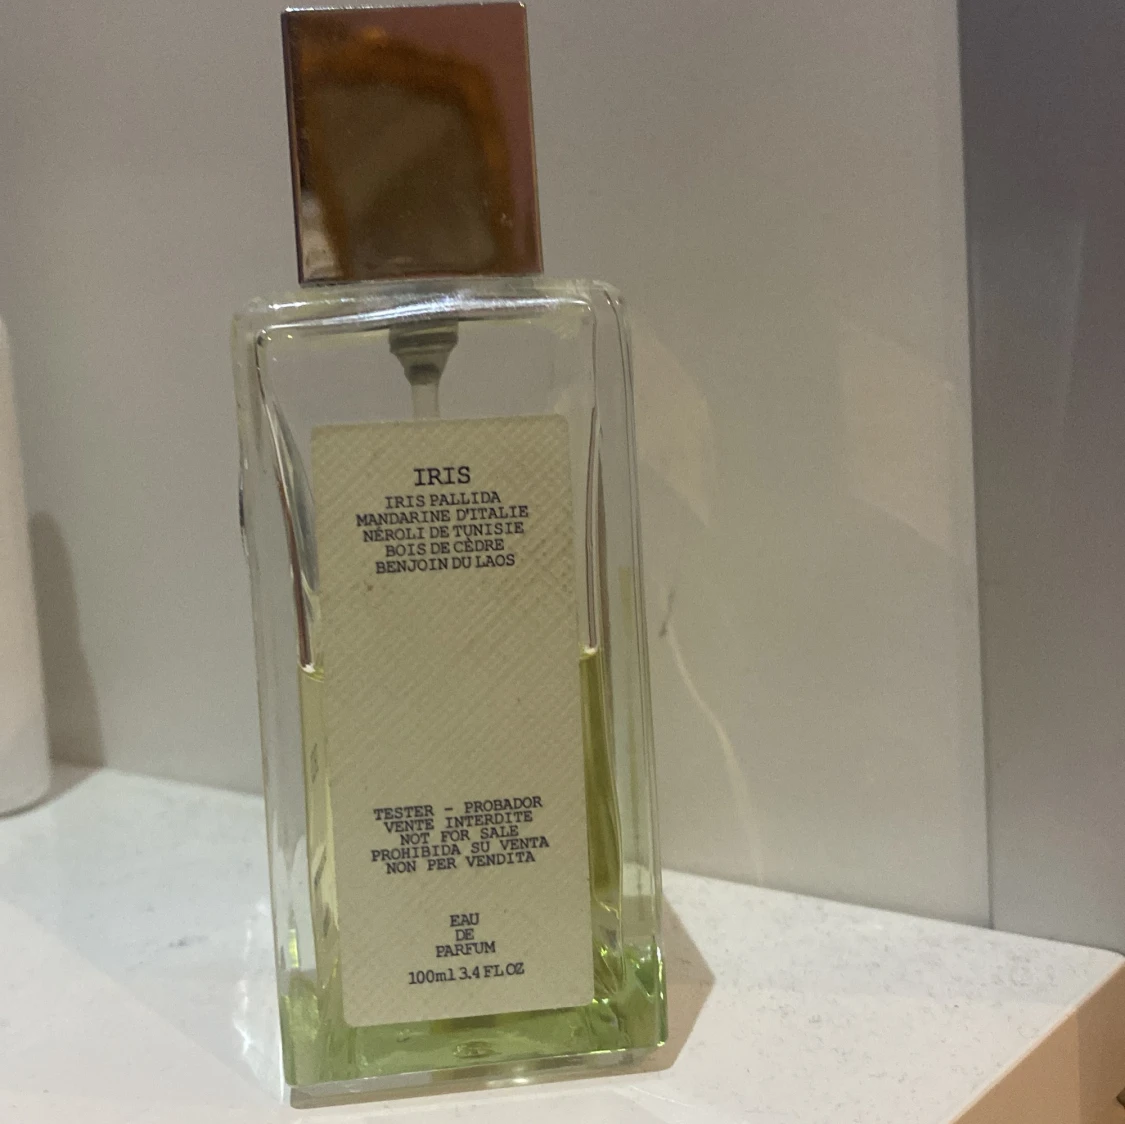 IRIS
IRIS PALLIDA
MANDARINE D'ITALIE
NÉROLI DE TUNISIE
BOIS DE CÈDRE
BENJOIN DU LAOS
TESTER - PROBADOR
VENTE INTERDITE
NOT FOR SALE
PROHIBIDA SU VENTA
NON PER VENDITA
EAU
DE
PARFUM
100ml 3.4 FL OZ